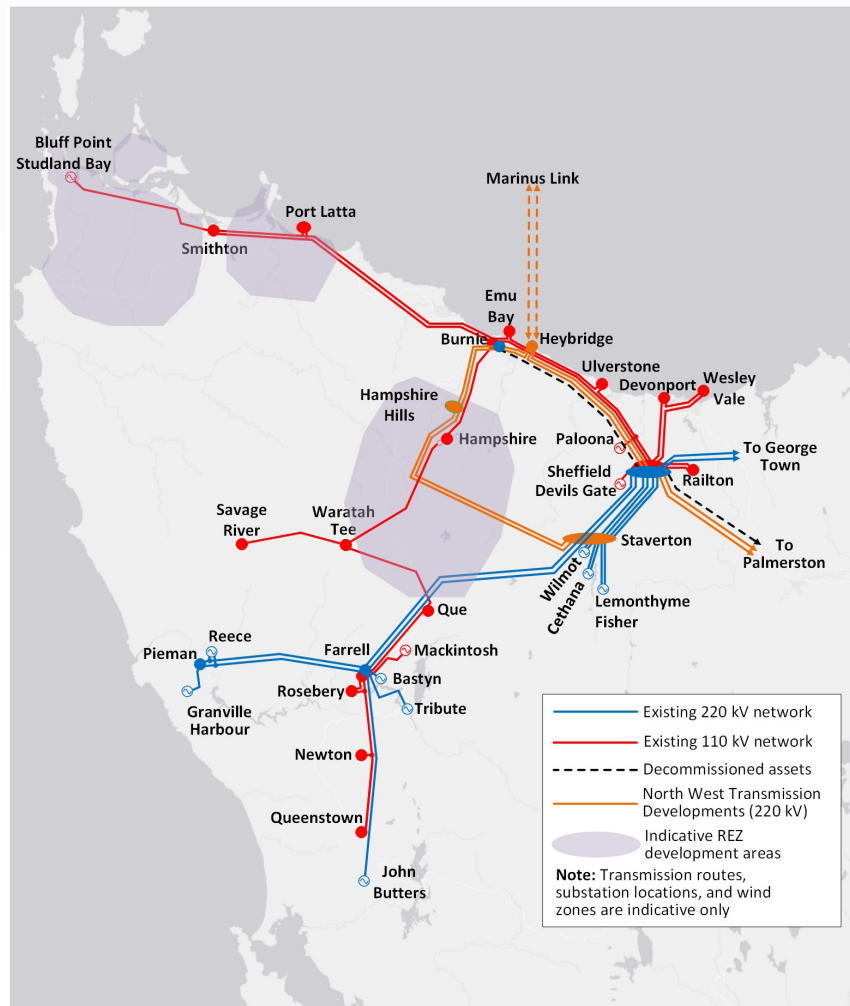 Bluff Point
Studland Bay
Port Latta
Smithton
Marinus Link
Emu
Bay
Burnie
Heybridge
Ulverstone
Devonport
Wesley
Vale
Hampshire
Hills
Hampshire
Paloona
Sheffield
Devils Gate
Railton
To George
Town
Savage
River
Waratah
Tee
Staverton
To
Palmerston
Wilmot
Cethana
Lemonthyme
Fisher
Que
Reece
Pieman
Farrell
Mackintosh
Bastyn
Rosebery
Tribute
Granville
Harbour
Newton
Queenstown
John
Butters
Existing 220 kV network
Existing 110 kV network
Decommissioned assets
North West Transmission
Developments (220 kV)
Indicative REZ
development areas
Note: Transmission routes,
substation locations, and wind
zones are indicative only